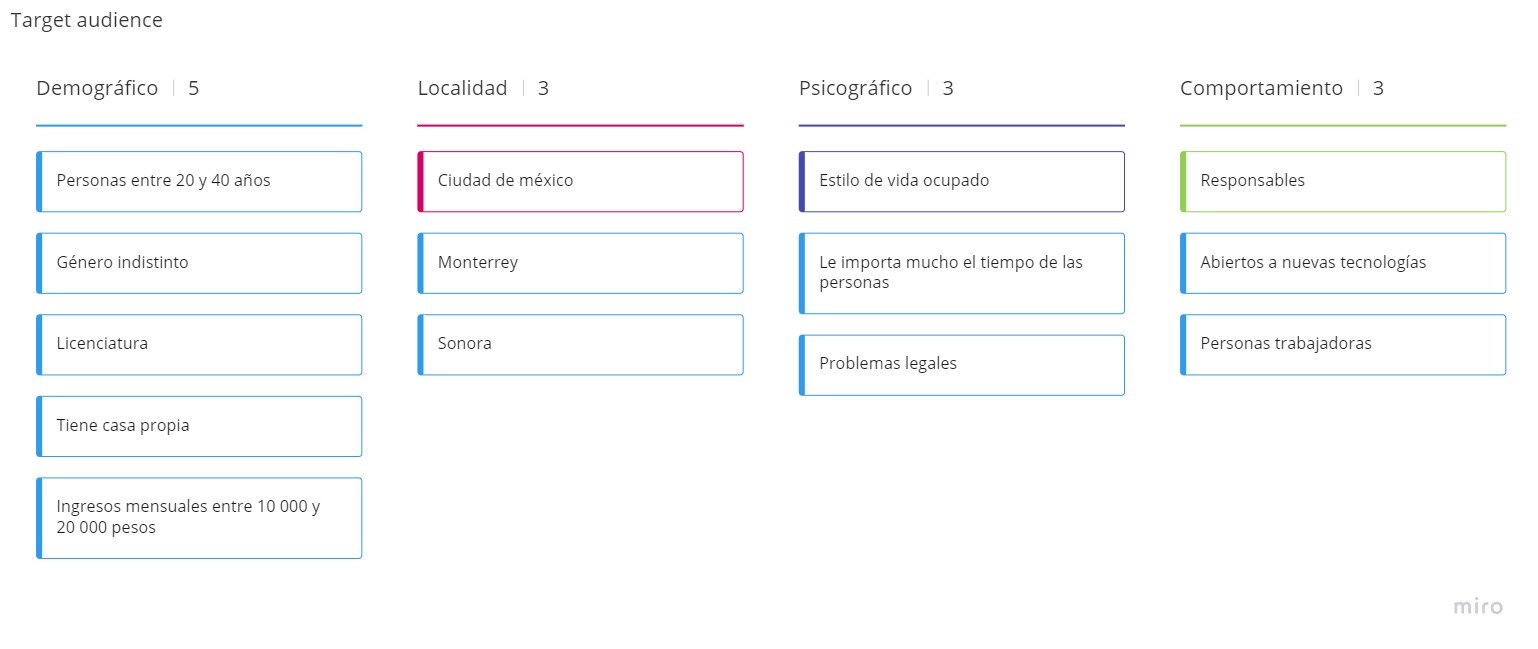 Target audience
Demográfico | 5
Personas entre 20 y 40 años
Género indistinto
Licenciatura
Tiene casa propia
Ingresos mensuales entre 10 000 y
20 000 pesos
Localidad | 3
Ciudad de méxico
Monterrey
Sonora
Psicográfico | 3
Estilo de vida ocupado
Le importa mucho el tiempo de las
personas
Problemas legales
Comportamiento | 3
Responsables
Abiertos a nuevas tecnologías
Personas trabajadoras
miro